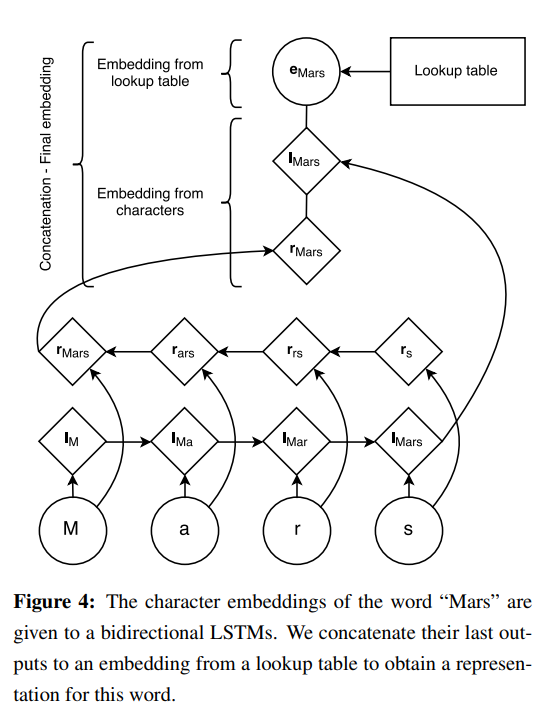 Concatenation - Final embedding
Embedding from
lookup table
eMars
Lookup table
lMars
Embedding from
characters
rMars
rMars
rars
rrs
rs
lM
lMa
lMar
lMars
M
a
r
s
Figure 4: The character embeddings of the word “Mars” are
given to a bidirectional LSTMs. We concatenate their last out-
puts to an embedding from a lookup table to obtain a represen-
tation for this word.